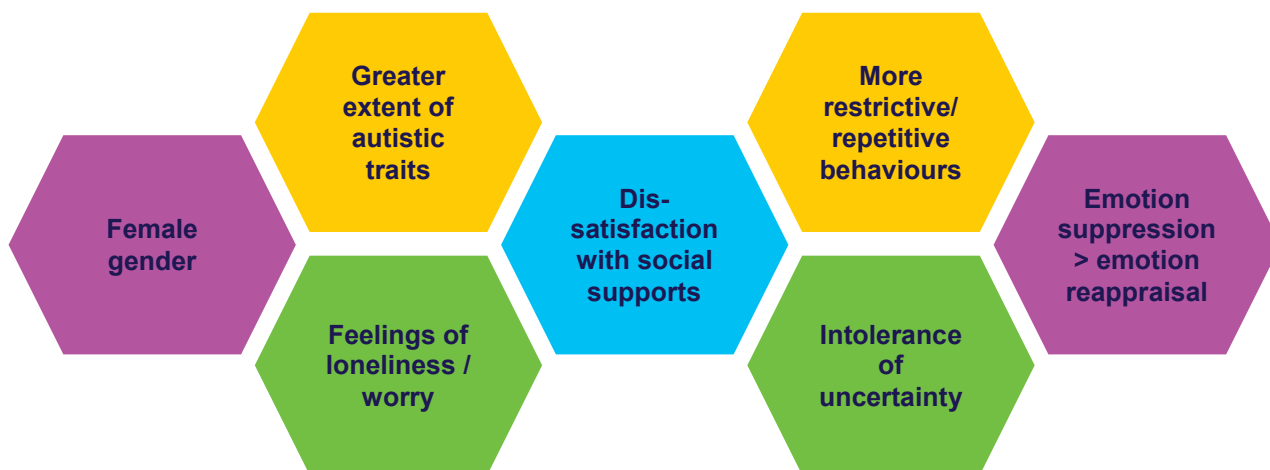 Female
gender
Greater
extent of
autistic
traits
Feelings of
loneliness /
worry
Dis-
satisfaction
with social
supports
More
restrictive/
repetitive
behaviours
Intolerance
of
uncertainty
Emotion
suppression
> emotion
reappraisal